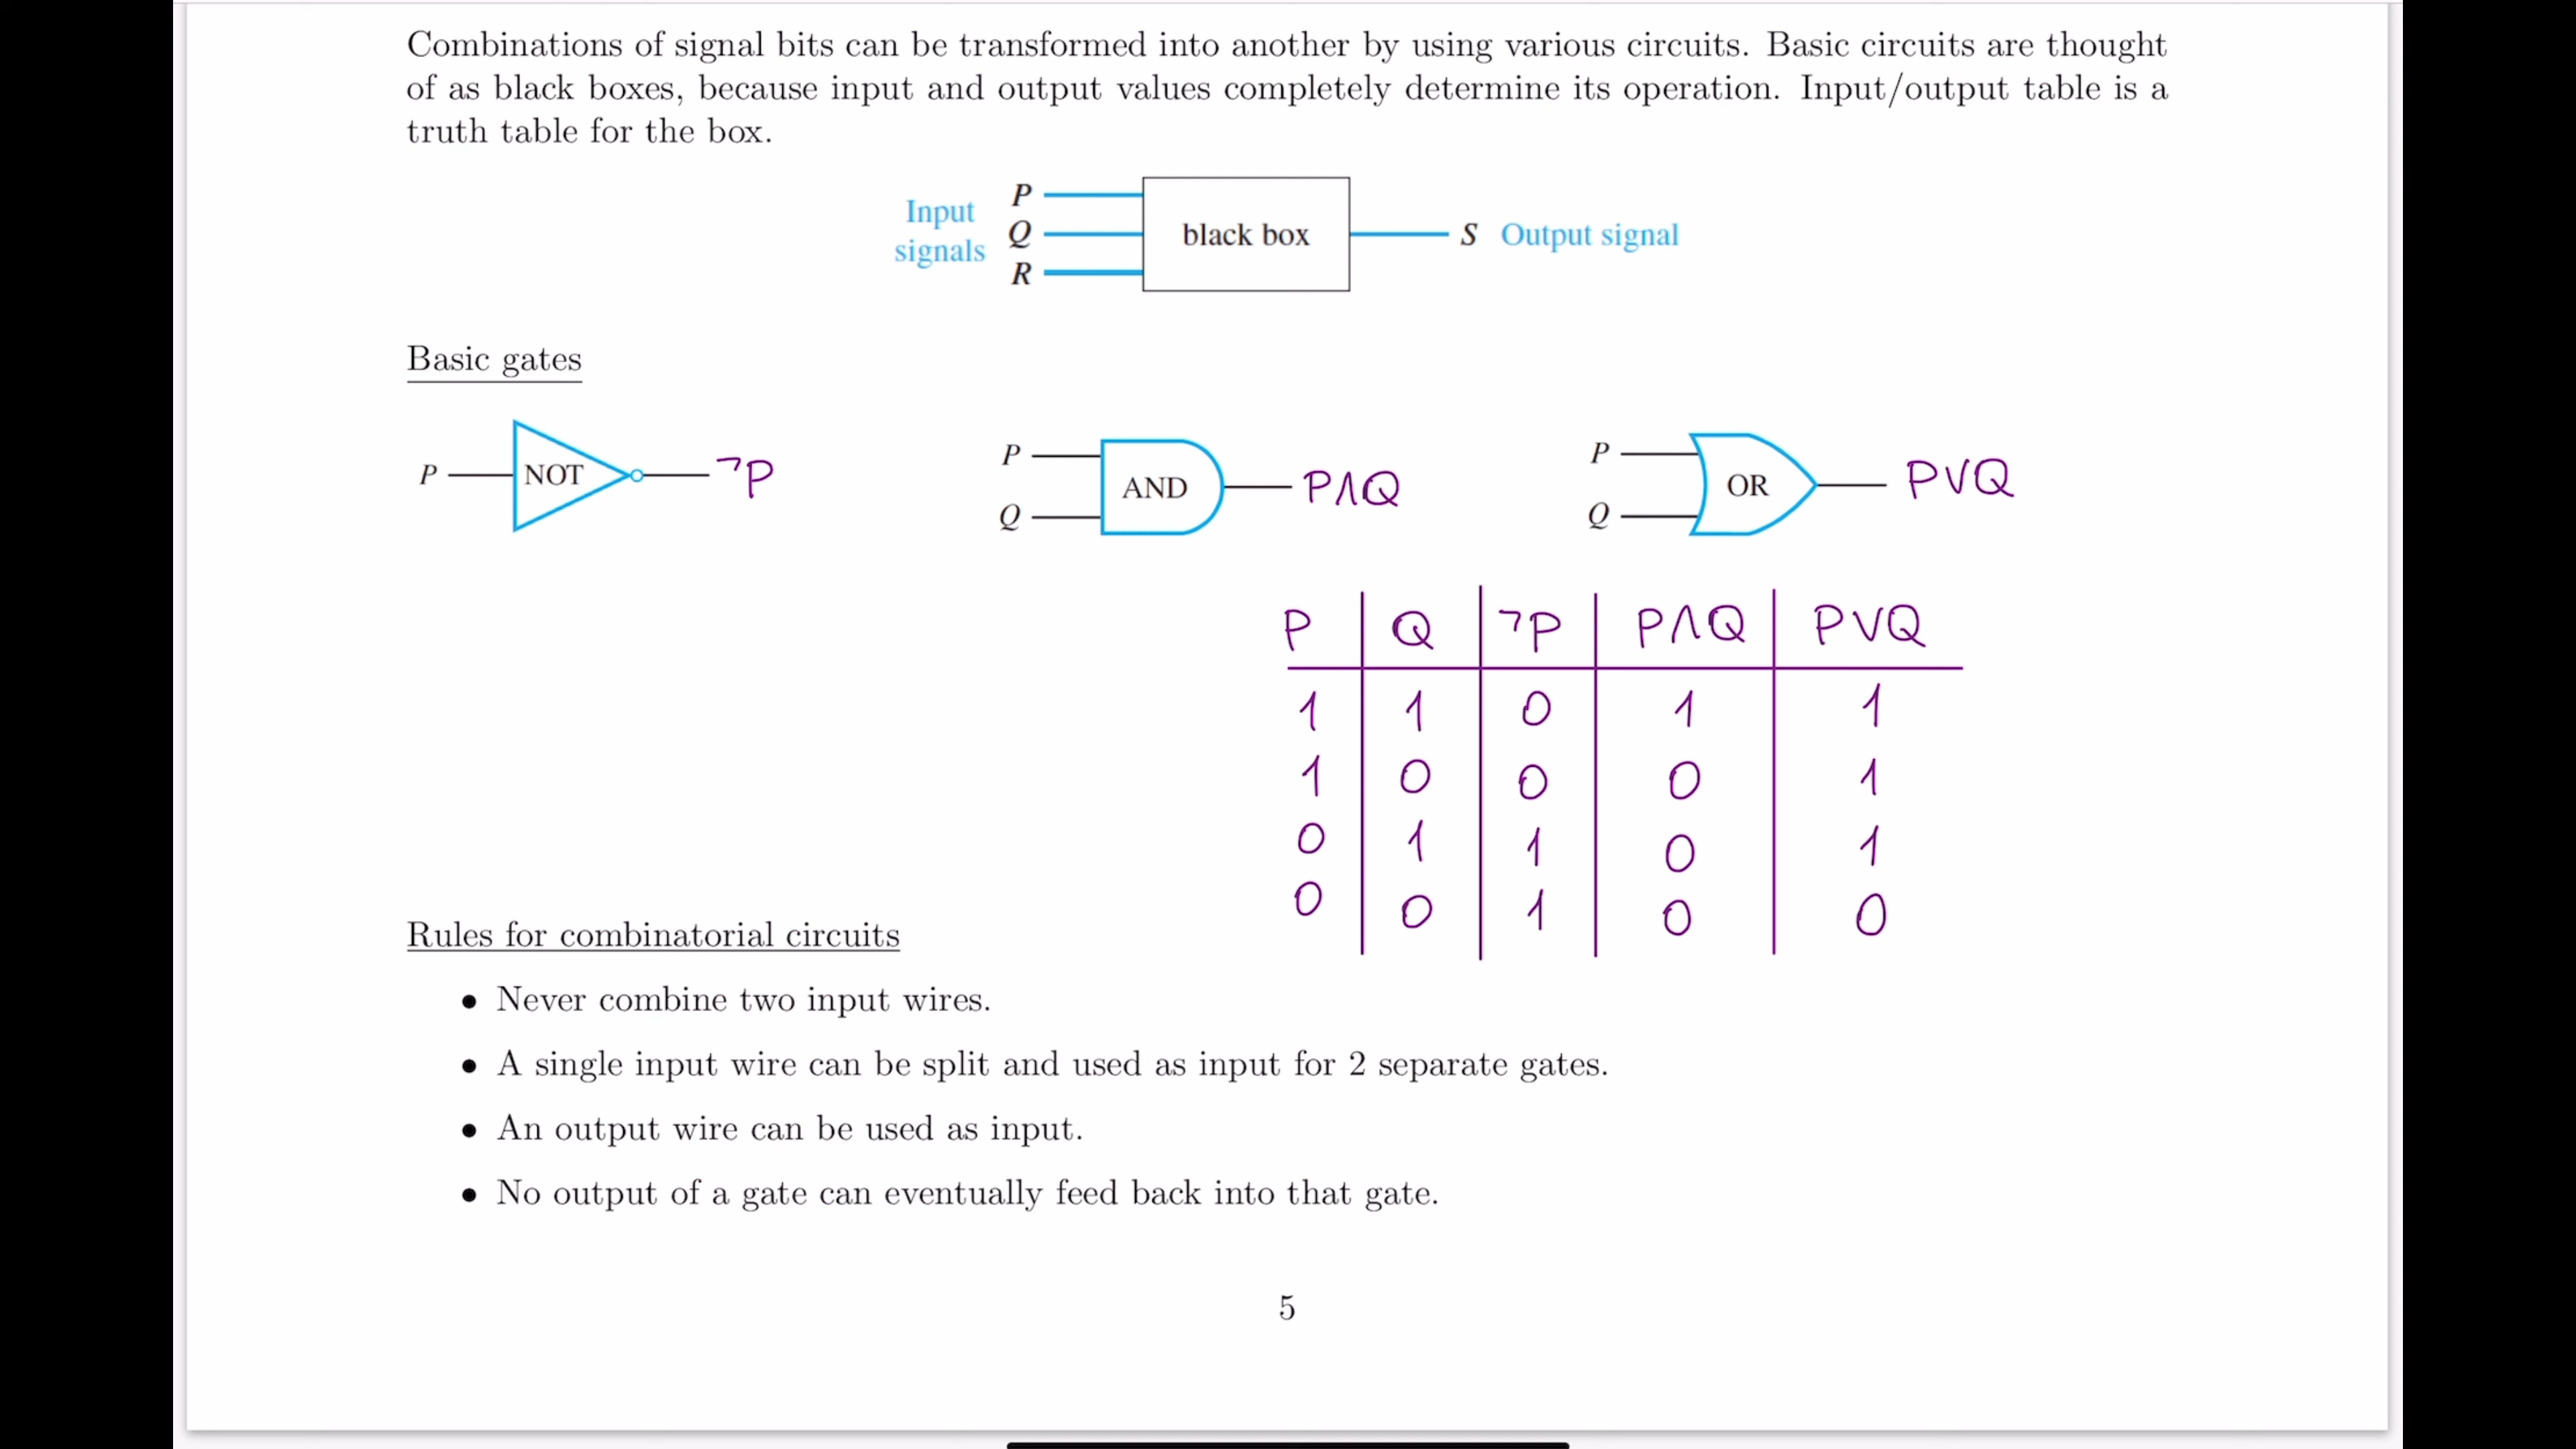 Combinations of signal bits can be transformed into another by using various circuits. Basic circuits are thought
of as black boxes, because input and output values completely determine its operation. Input/output table is a
truth table for the box.
Input signals P Q R black box S Output signal
Basic gates
P NOT ¬P
P Q AND P∧Q
P Q OR P∨Q
P Q ¬P P∧Q P∨Q
1 1 0 1 1
1 0 0 0 1
0 1 1 0 1
0 0 1 0 0
Rules for combinatorial circuits
• Never combine two input wires.
• A single input wire can be split and used as input for 2 separate gates.
• An output wire can be used as input.
• No output of a gate can eventually feed back into that gate.
5